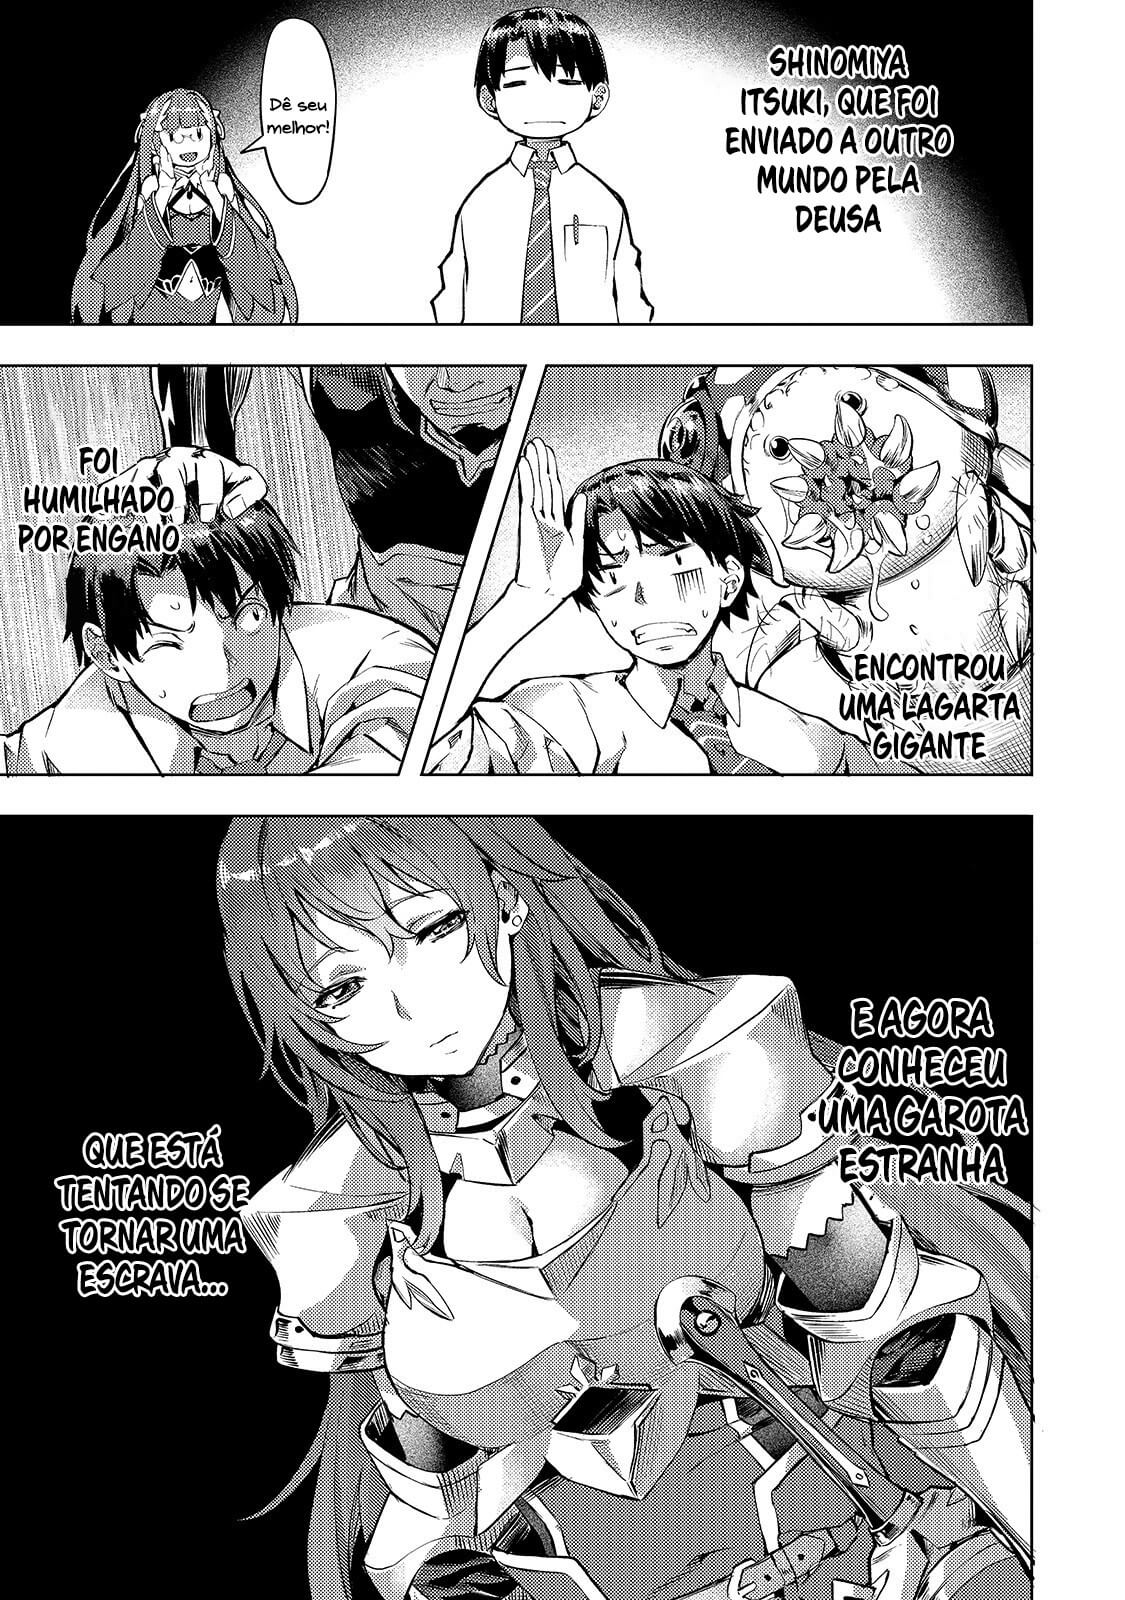 SHINOMIYA
ITSUKI, QUE FOI
ENVIADO A OUTRO
MUNDO PELA
DEUSA
Dê seu
melhor!
ENCONTROU
UMA LAGARTA
GIGANTE
FOI
HUMILHADO
POR ENGANO
E AGORA
CONHECEU
UMA GAROTA
ESTRANHA
QUE ESTÁ
TENTANDO SE
TORNAR UMA
ESCRAVA...